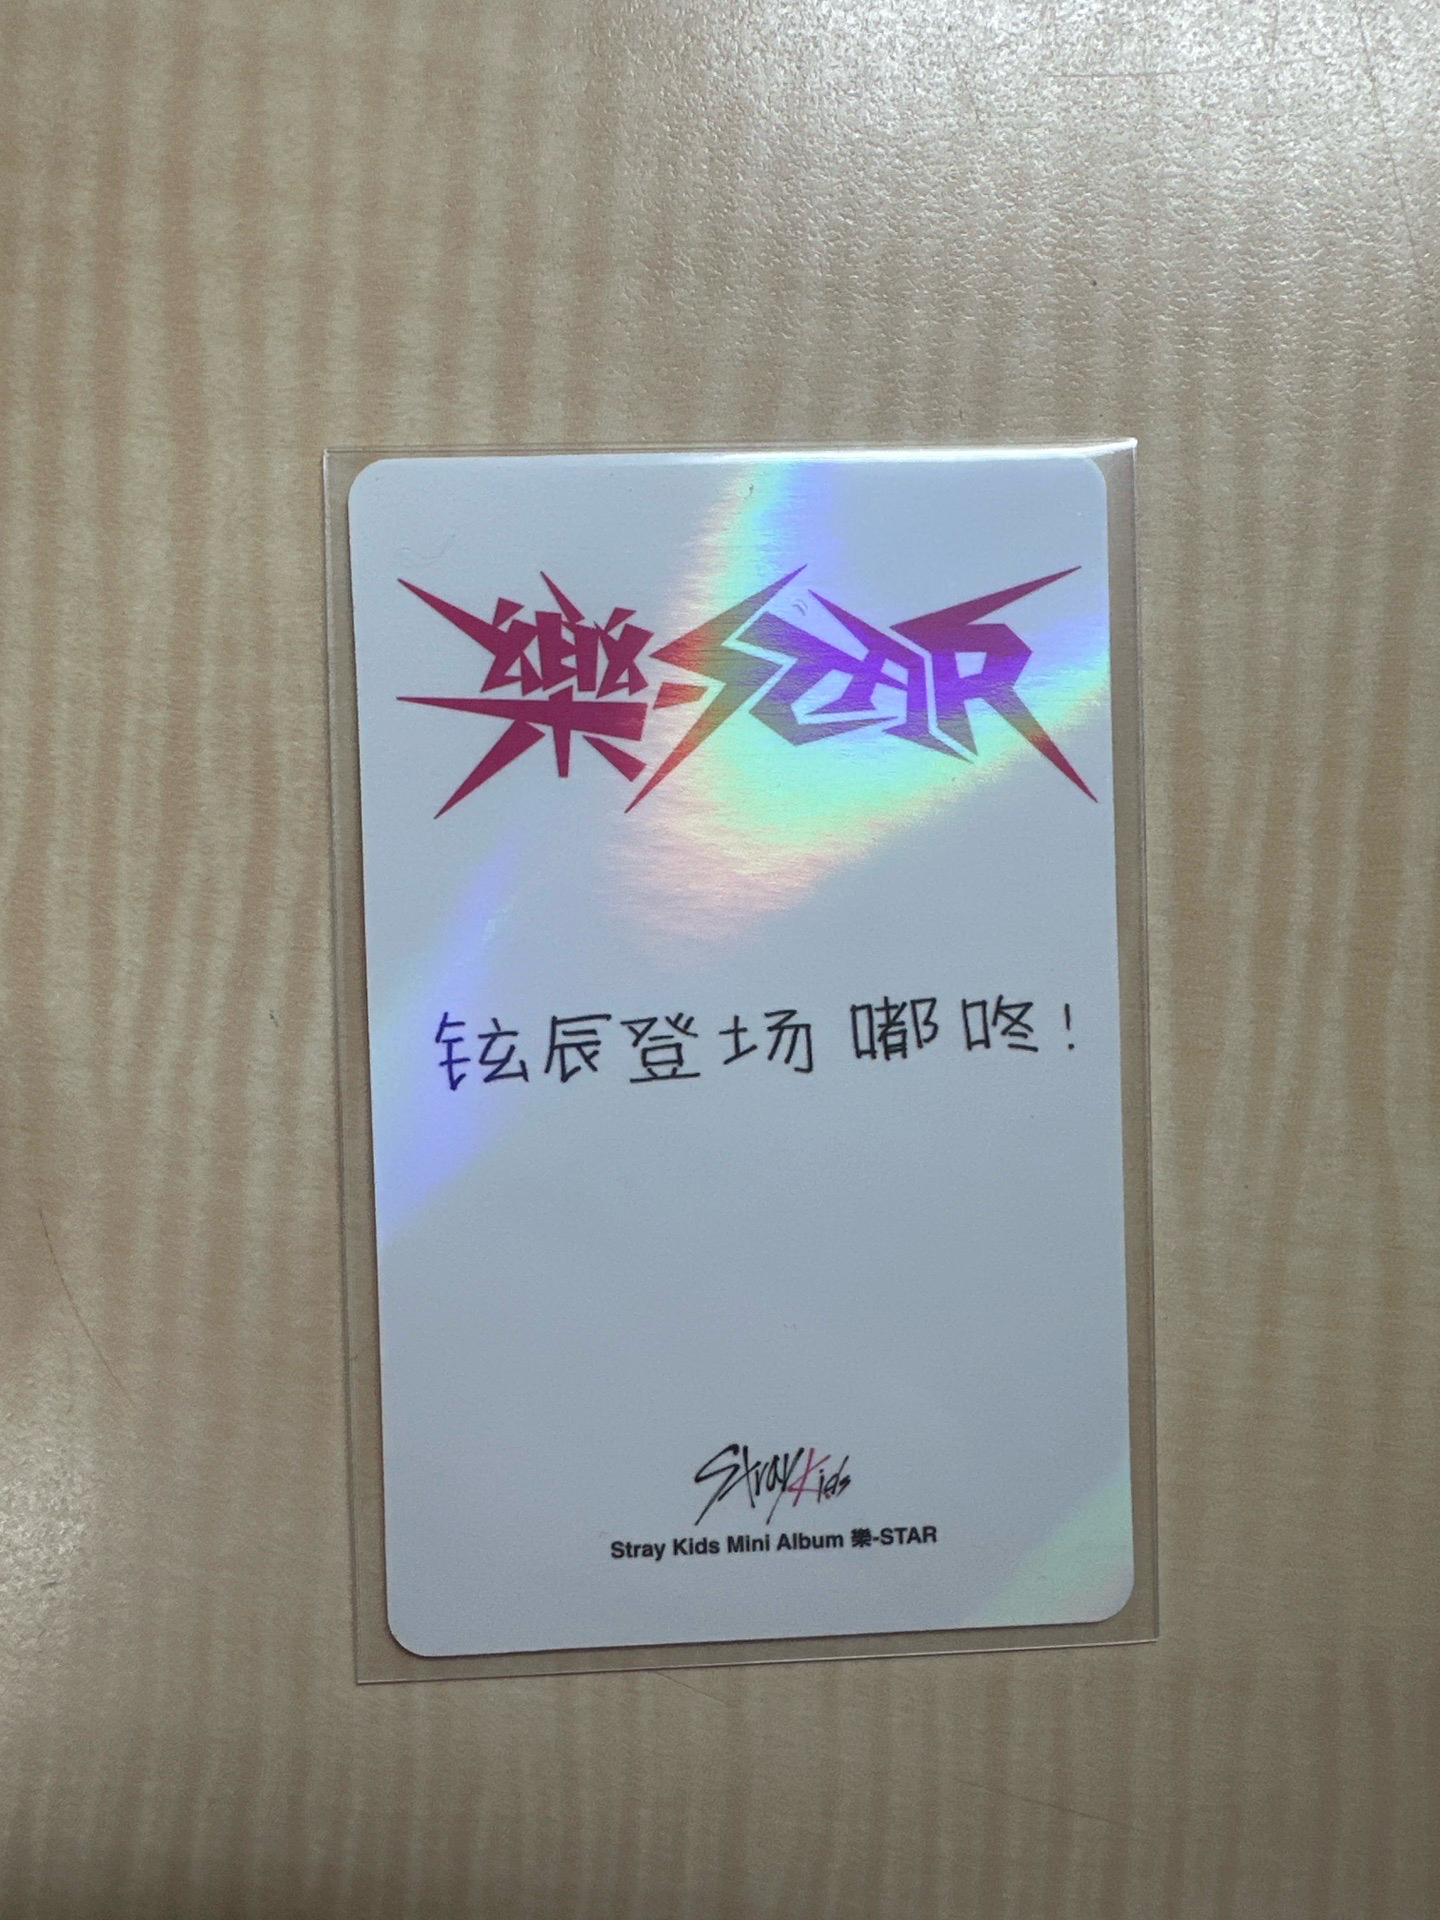 樂-STAR
铉辰登场 嘟咚!
Stray Kids
Stray Kids Mini Album 樂-STAR